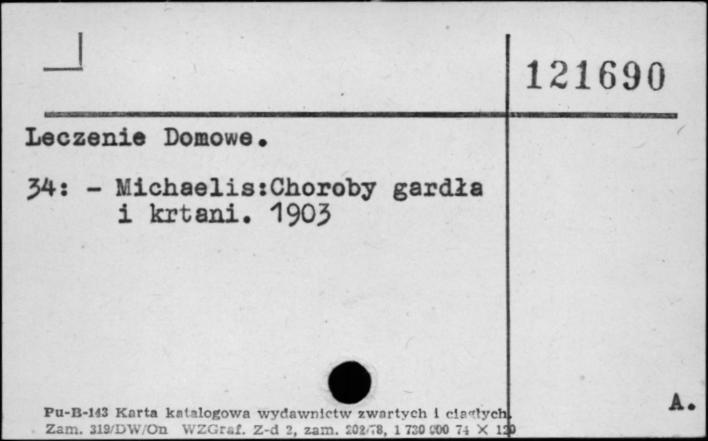 121690
Leczenie Domowe.
34: - Michaelis:Choroby gardła
i krtani. 1903
A.
Pu-B-143 Karta katalogowa wydawnictw zwartych i ciągłych.
Zam. 319/DW/On WZGraf. Z-d 2, zam. 202/78, 1 730 000 74 × 120